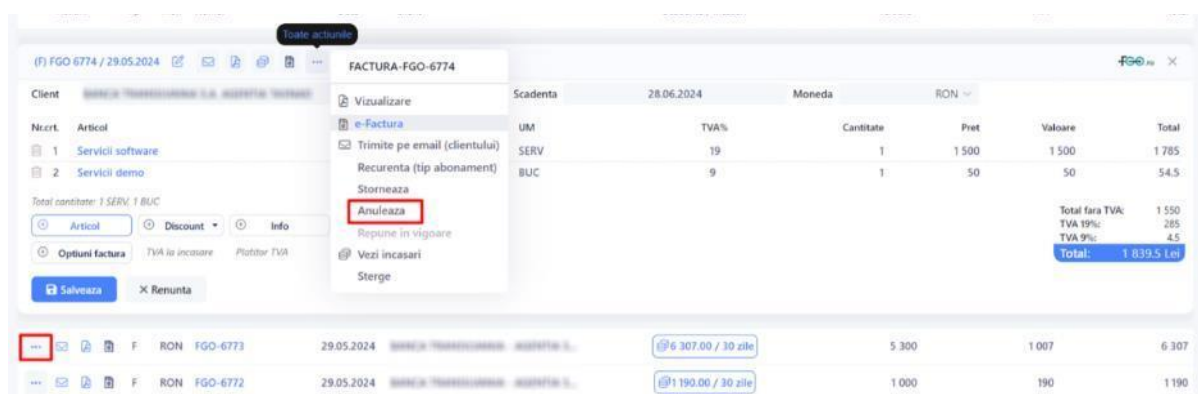 Toate actiunile
(F) FGO 6774 / 29.05.2024 ... FACTURA-FGO-6774 FGO.ro ×
Client Scadenta 28.06.2024 Moneda RON
Nr.crt. Articol UM TVA% Cantitate Pret Valoare Total
1 Servicii software SERV 19 1 1 500 1 500 1 785
2 Servicii demo BUC 9 1 50 50 54.5
Vizualizare
e-Factura
Trimite pe email (clientului)
Recurenta (tip abonament)
Storneaza
Anuleaza
Repune in vigoare
Vezi incasari
Sterge
Total cantitate: 1 SERV, 1 BUC
Articol Discount Info
Optiuni factura TVA la incasare Platitor TVA
Total fara TVA: 1 550
TVA 19%: 285
TVA 9%: 4.5
Total: 1 839.5 Lei
Salveaza × Renunta
... F RON FGO-6773 29.05.2024 6 307.00 / 30 zile 5 300 1 007 6 307
... F RON FGO-6772 29.05.2024 1 190.00 / 30 zile 1 000 190 1 190